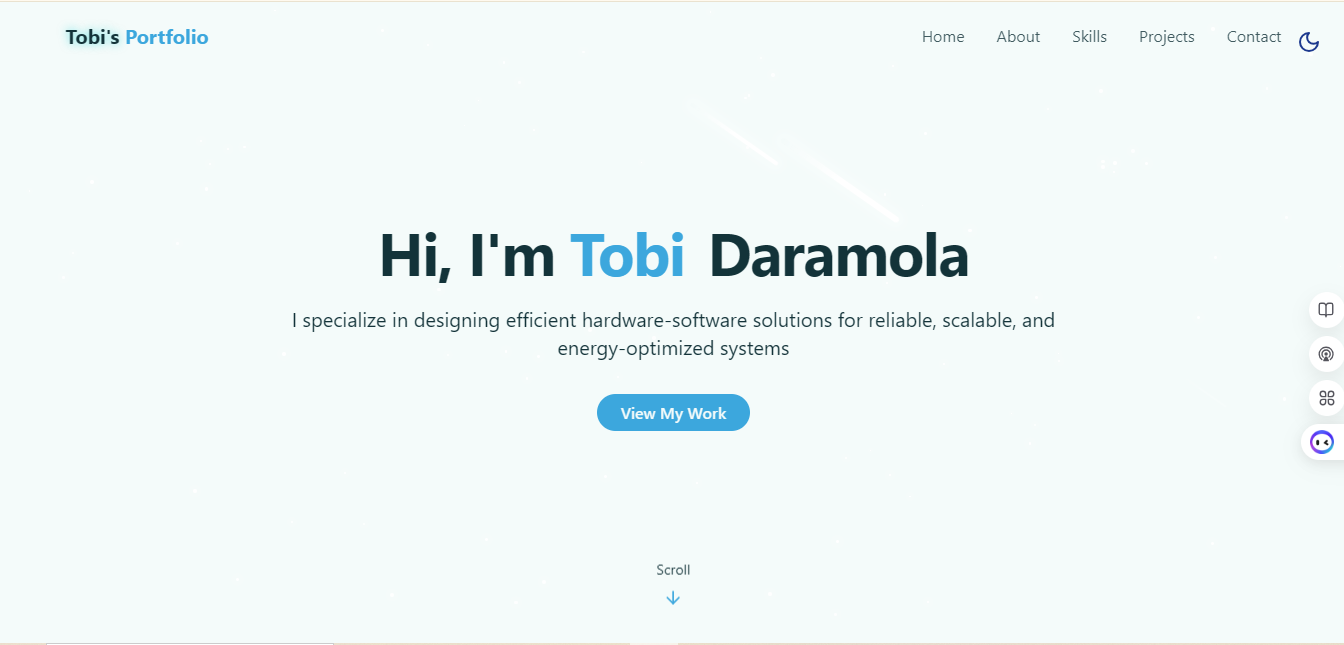 Tobi's Portfolio
Home About Skills Projects Contact
Hi, I'm Tobi Daramola
I specialize in designing efficient hardware-software solutions for reliable, scalable, and
energy-optimized systems
View My Work
Scroll